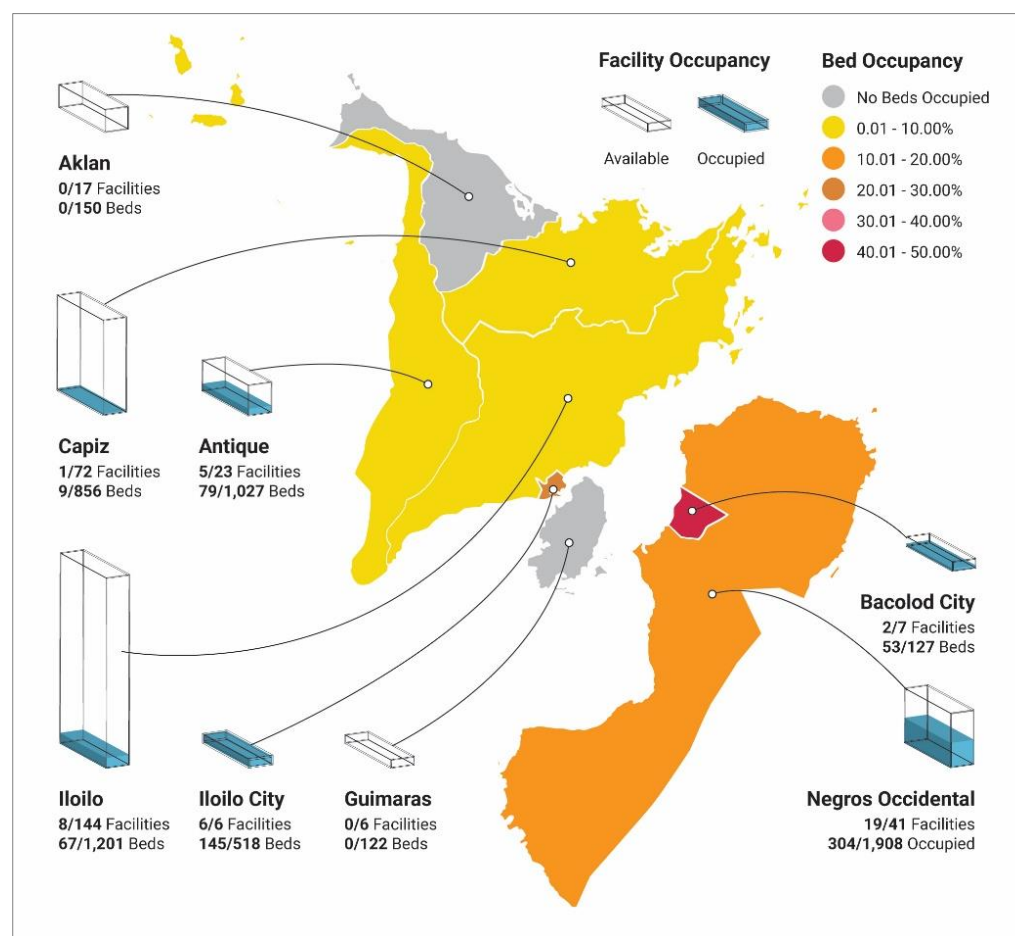 Facility Occupancy
Available
Occupied
Bed Occupancy
No Beds Occupied
0.01 - 10.00%
10.01 - 20.00%
20.01 - 30.00%
30.01 - 40.00%
40.01 - 50.00%
Aklan
0/17 Facilities
0/150 Beds
Capiz
1/72 Facilities
9/856 Beds
Antique
5/23 Facilities
79/1,027 Beds
Bacolod City
2/7 Facilities
53/127 Beds
Iloilo
8/144 Facilities
67/1,201 Beds
Iloilo City
6/6 Facilities
145/518 Beds
Guimaras
0/6 Facilities
0/122 Beds
Negros Occidental
19/41 Facilities
304/1,908 Occupied